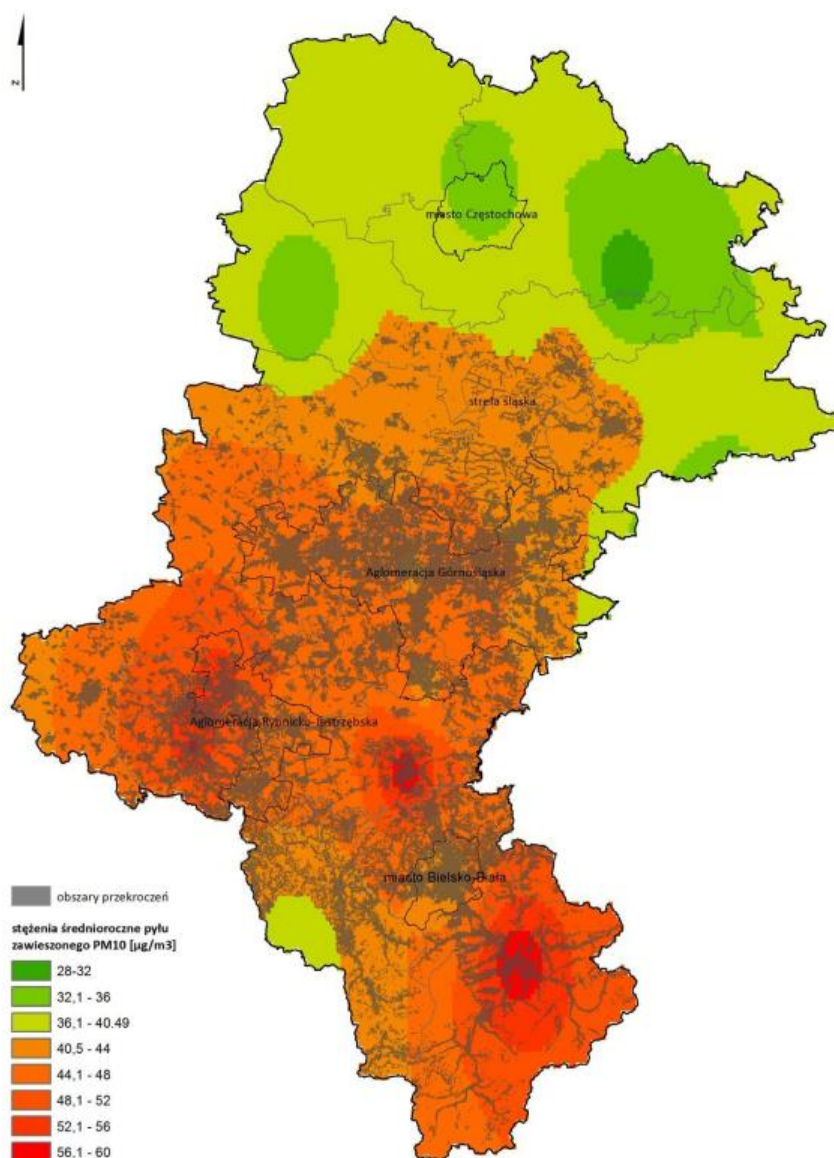 N
miasto Częstochowa
strefa śląska
Aglomeracja Górnośląska
Aglomeracja Rybnicko-Jastrzębska
miasto Bielsko-Biała
obszary przekroczeń
stężenia średnioroczne pyłu
zawieszonego PM10 [µg/m3]
28-32
32,1 - 36
36,1 - 40.49
40,5 - 44
44,1 - 48
48,1 - 52
52,1 - 56
56,1 - 60